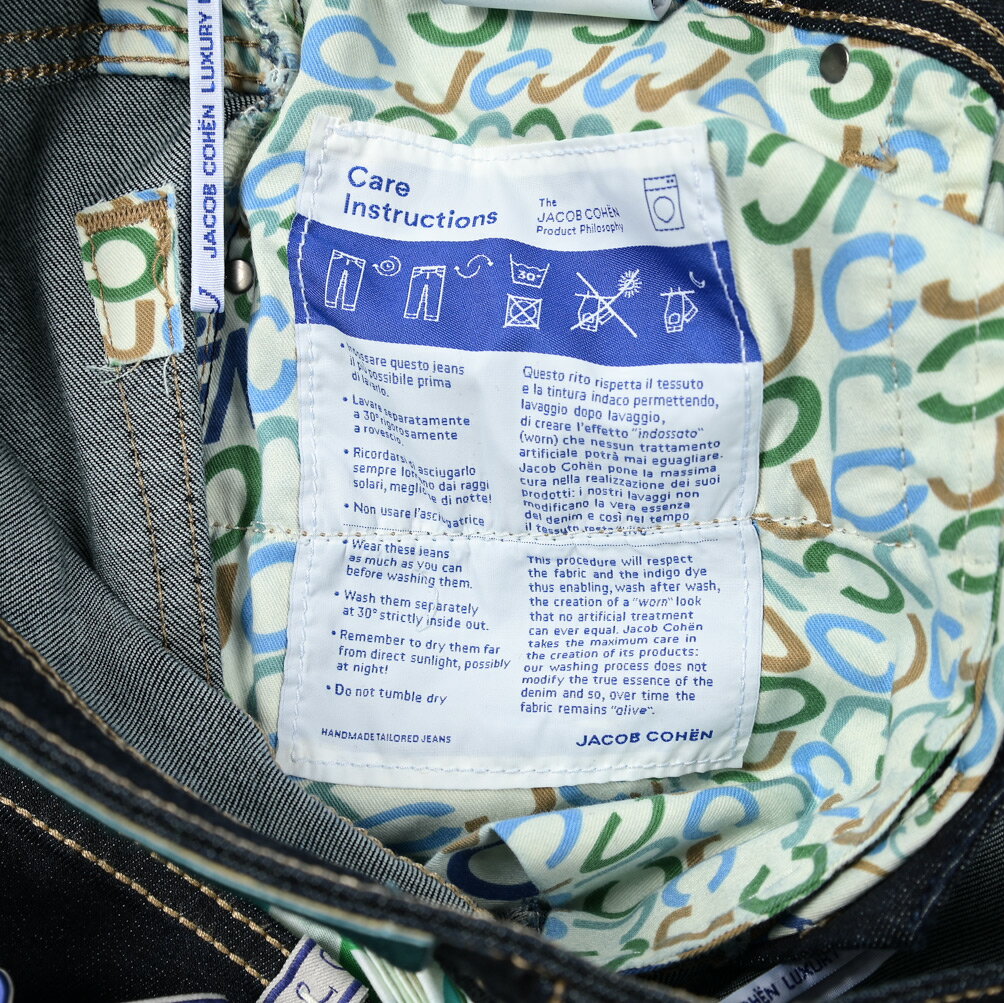 JACOB COHËN LUXURY
Care
Instructions
The
JACOB COHËN
Product Philosophy
30°
questo jeans
il più possibile prima
di lavarlo.
• Lavare separatamente
a 30° rigorosamente
a rovescio.
• Ricordarsi di asciugarlo
sempre lontano dai raggi
solari, meglio di notte!
• Non usare l'asciugatrice
Questo rito rispetta il tessuto
e la tintura indaco permettendo,
lavaggio dopo lavaggio,
di creare l'effetto "indossato"
(worn) che nessun trattamento
artificiale potrà mai eguagliare.
Jacob Cohën pone la massima
cura nella realizzazione dei suoi
prodotti: i nostri lavaggi non
modificano la vera essenza
del denim e così nel tempo
il tessuto
• Wear these jeans
as much as you can
before washing them.
• Wash them separately
at 30° strictly inside out.
• Remember to dry them far
from direct sunlight, possibly
at night!
• Do not tumble dry
This procedure will respect
the fabric and the indigo dye
thus enabling, wash after wash,
the creation of a "worn" look
that no artificial treatment
can ever equal. Jacob Cohën
takes the maximum care in
the creation of its products:
our washing process does not
modify the true essence of the
denim and so, over time the
fabric remains "alive".
HANDMADE TAILORED JEANS
JACOB COHËN
COHËN LUXURY